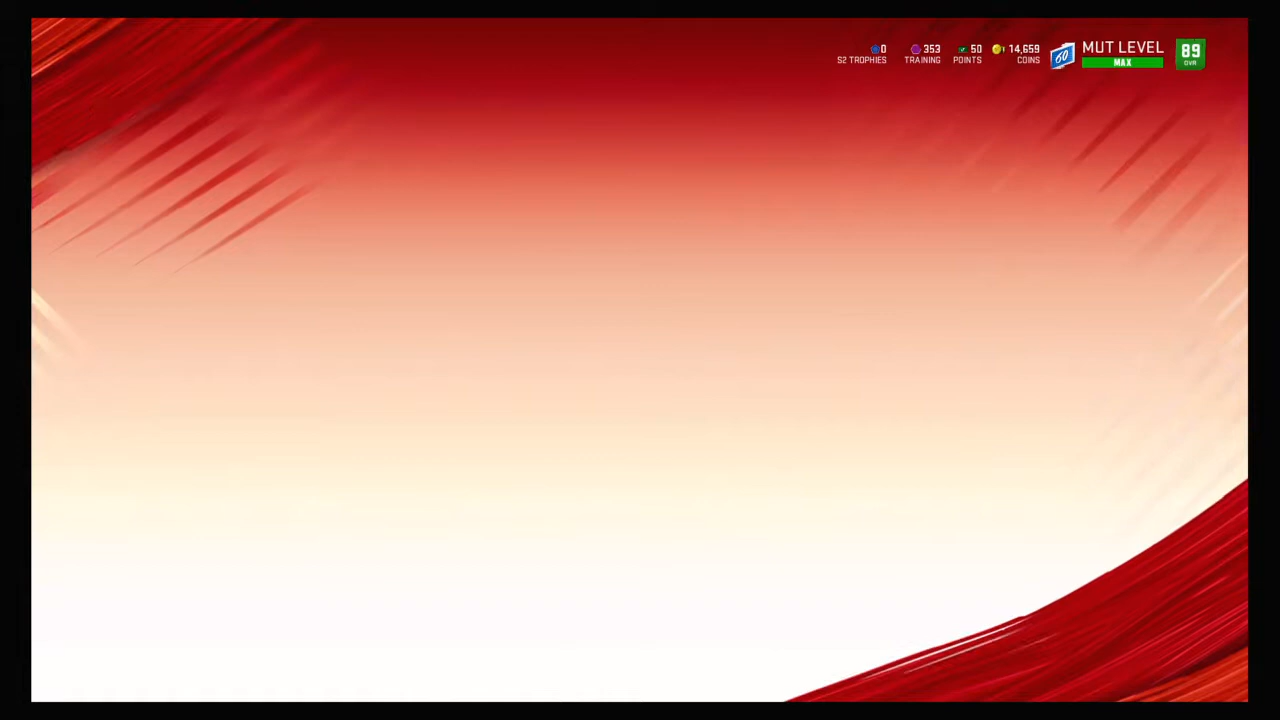 0 353 50 14,659 60 MUT LEVEL 89
S2 TROPHIES TRAINING POINTS COINS MAX OVR